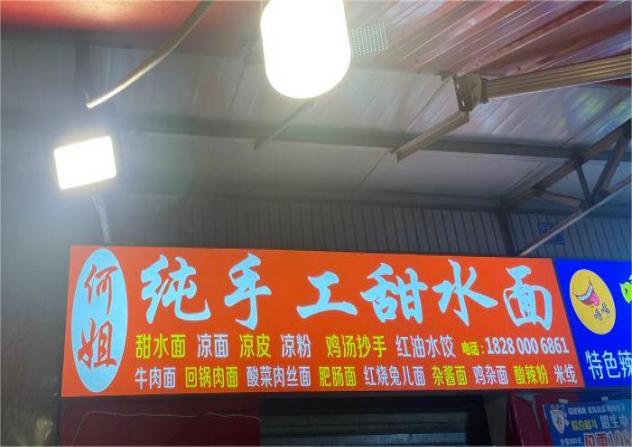 何姐
纯手工甜水面
甜水面 凉面 凉皮 凉粉 鸡汤抄手 红油水饺 电话:1828 000 6861
牛肉面 回锅肉面 酸菜肉丝面 肥肠面 红烧兔儿面 杂酱面 鸡杂面 酸辣粉 米线
特色辣
招生中